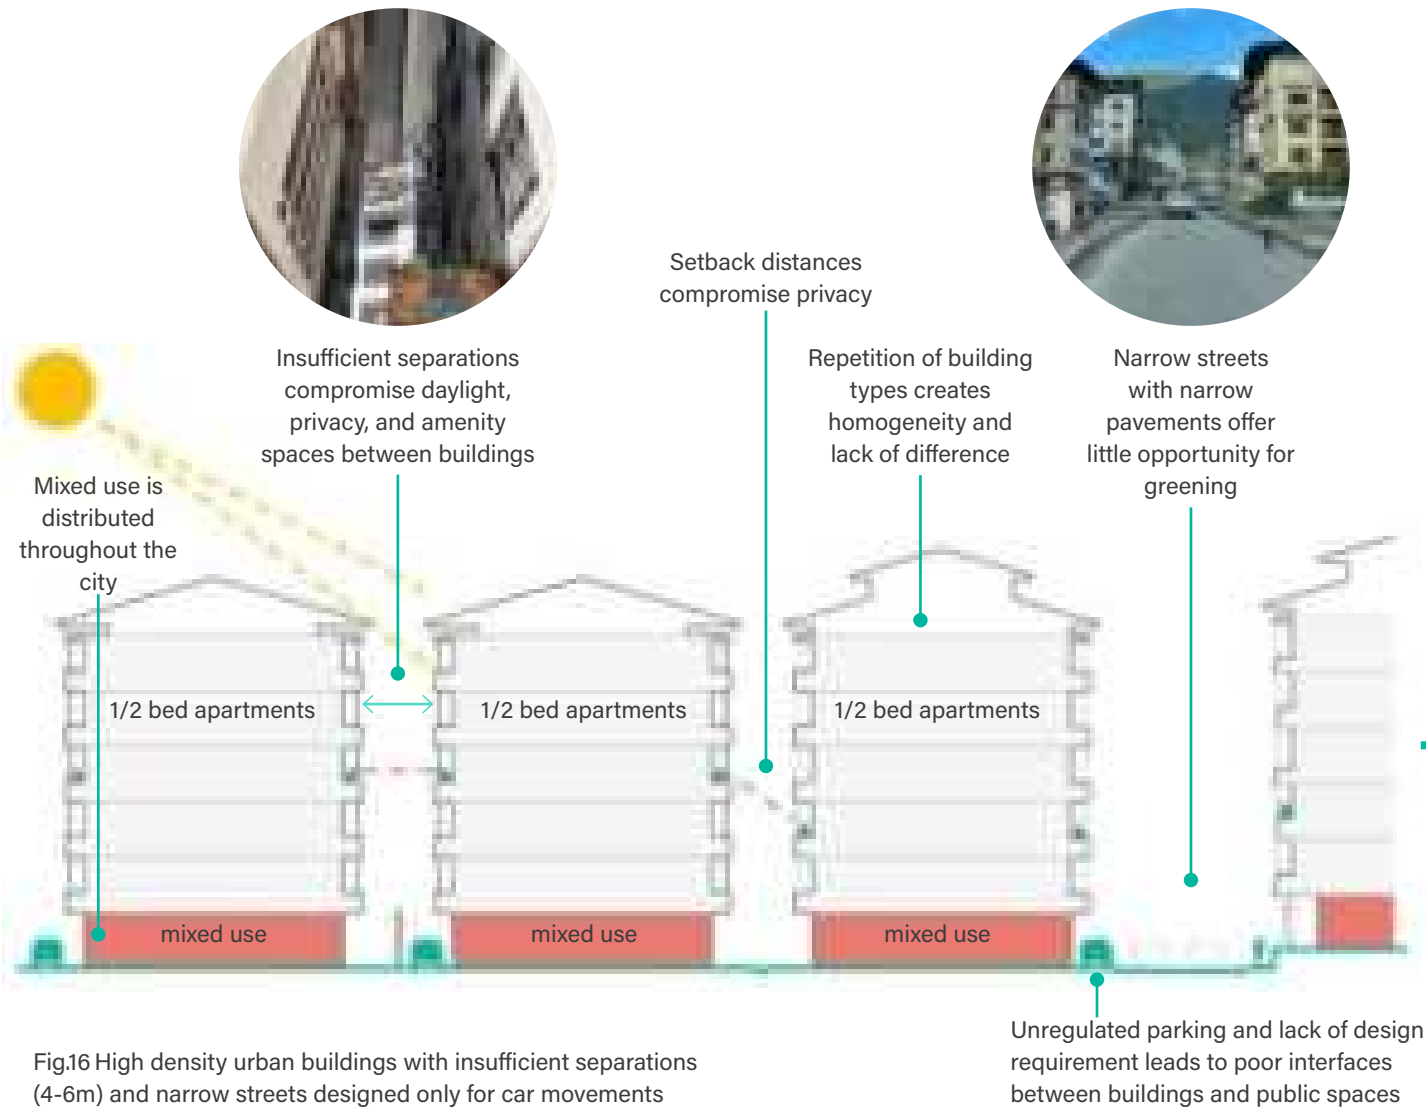 Setback distances
compromise privacy
Insufficient separations
compromise daylight,
privacy, and amenity
spaces between buildings
Repetition of building
types creates
homogeneity and
lack of difference
Narrow streets
with narrow
pavements offer
little opportunity for
greening
Mixed use is
distributed
throughout the
city
1/2 bed apartments
1/2 bed apartments
1/2 bed apartments
mixed use
mixed use
mixed use
Unregulated parking and lack of design
requirement leads to poor interfaces
between buildings and public spaces
Fig.16 High density urban buildings with insufficient separations
(4-6m) and narrow streets designed only for car movements